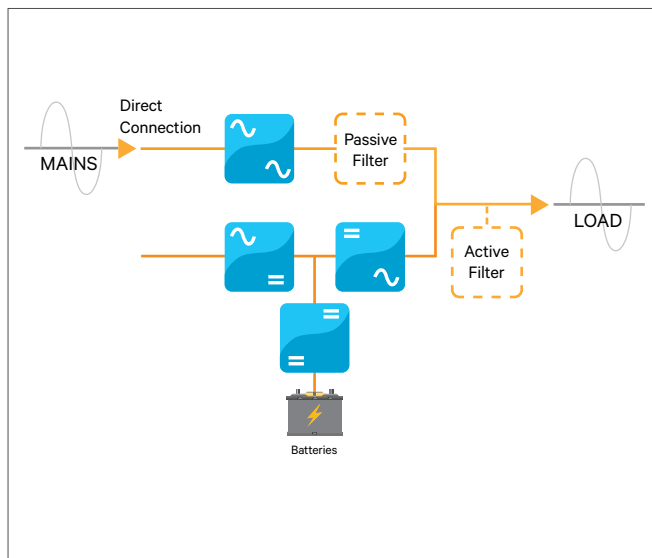 Direct
Connection
MAINS
Passive
Filter
LOAD
Active
Filter
Batteries